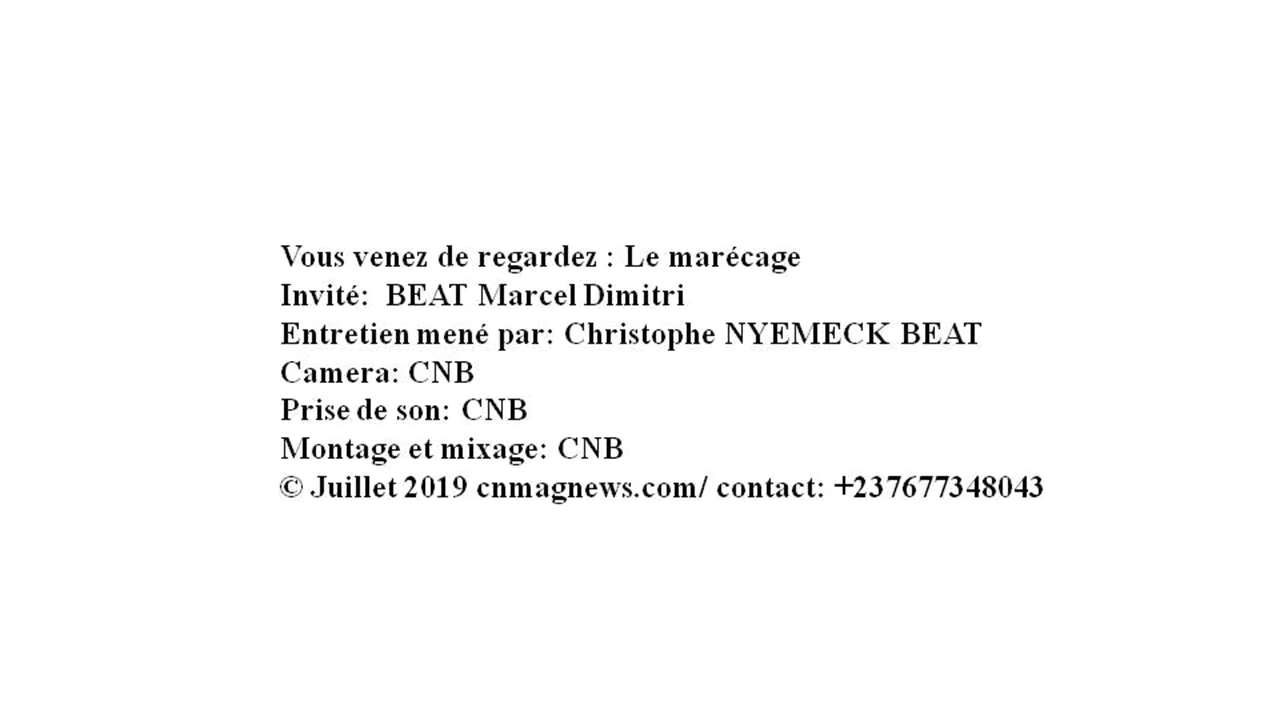 Vous venez de regardez : Le marécage
Invité: BEAT Marcel Dimitri
Entretien mené par: Christophe NYEMECK BEAT
Camera: CNB
Prise de son: CNB
Montage et mixage: CNB
© Juillet 2019 cnmagnews.com/ contact: +237677348043